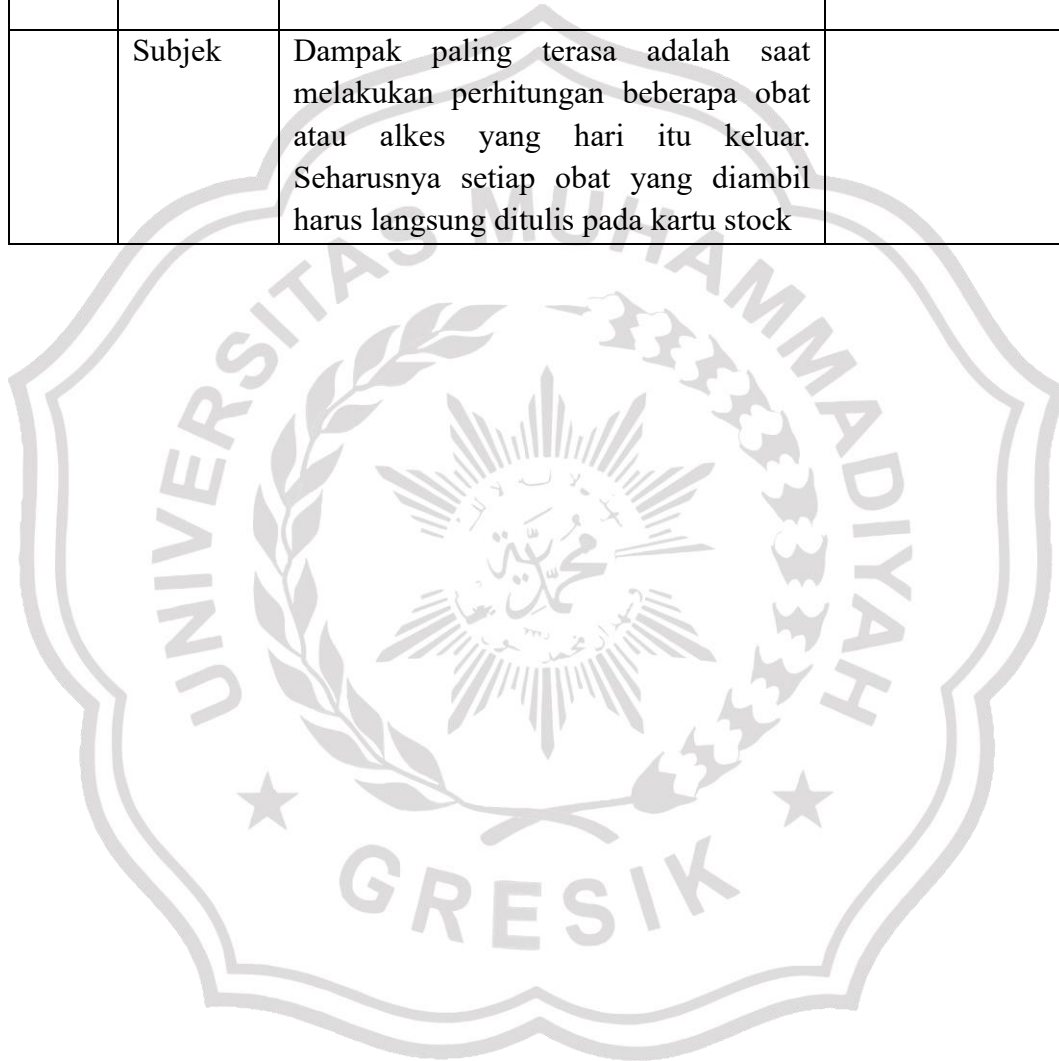 Subjek
Dampak paling terasa adalah saat
melakukan perhitungan beberapa obat
atau alkes yang hari itu keluar.
Seharusnya setiap obat yang diambil
harus langsung ditulis pada kartu stock
UNIVERSITAS MUHAMMADIYAH
محمدية
GRESIK